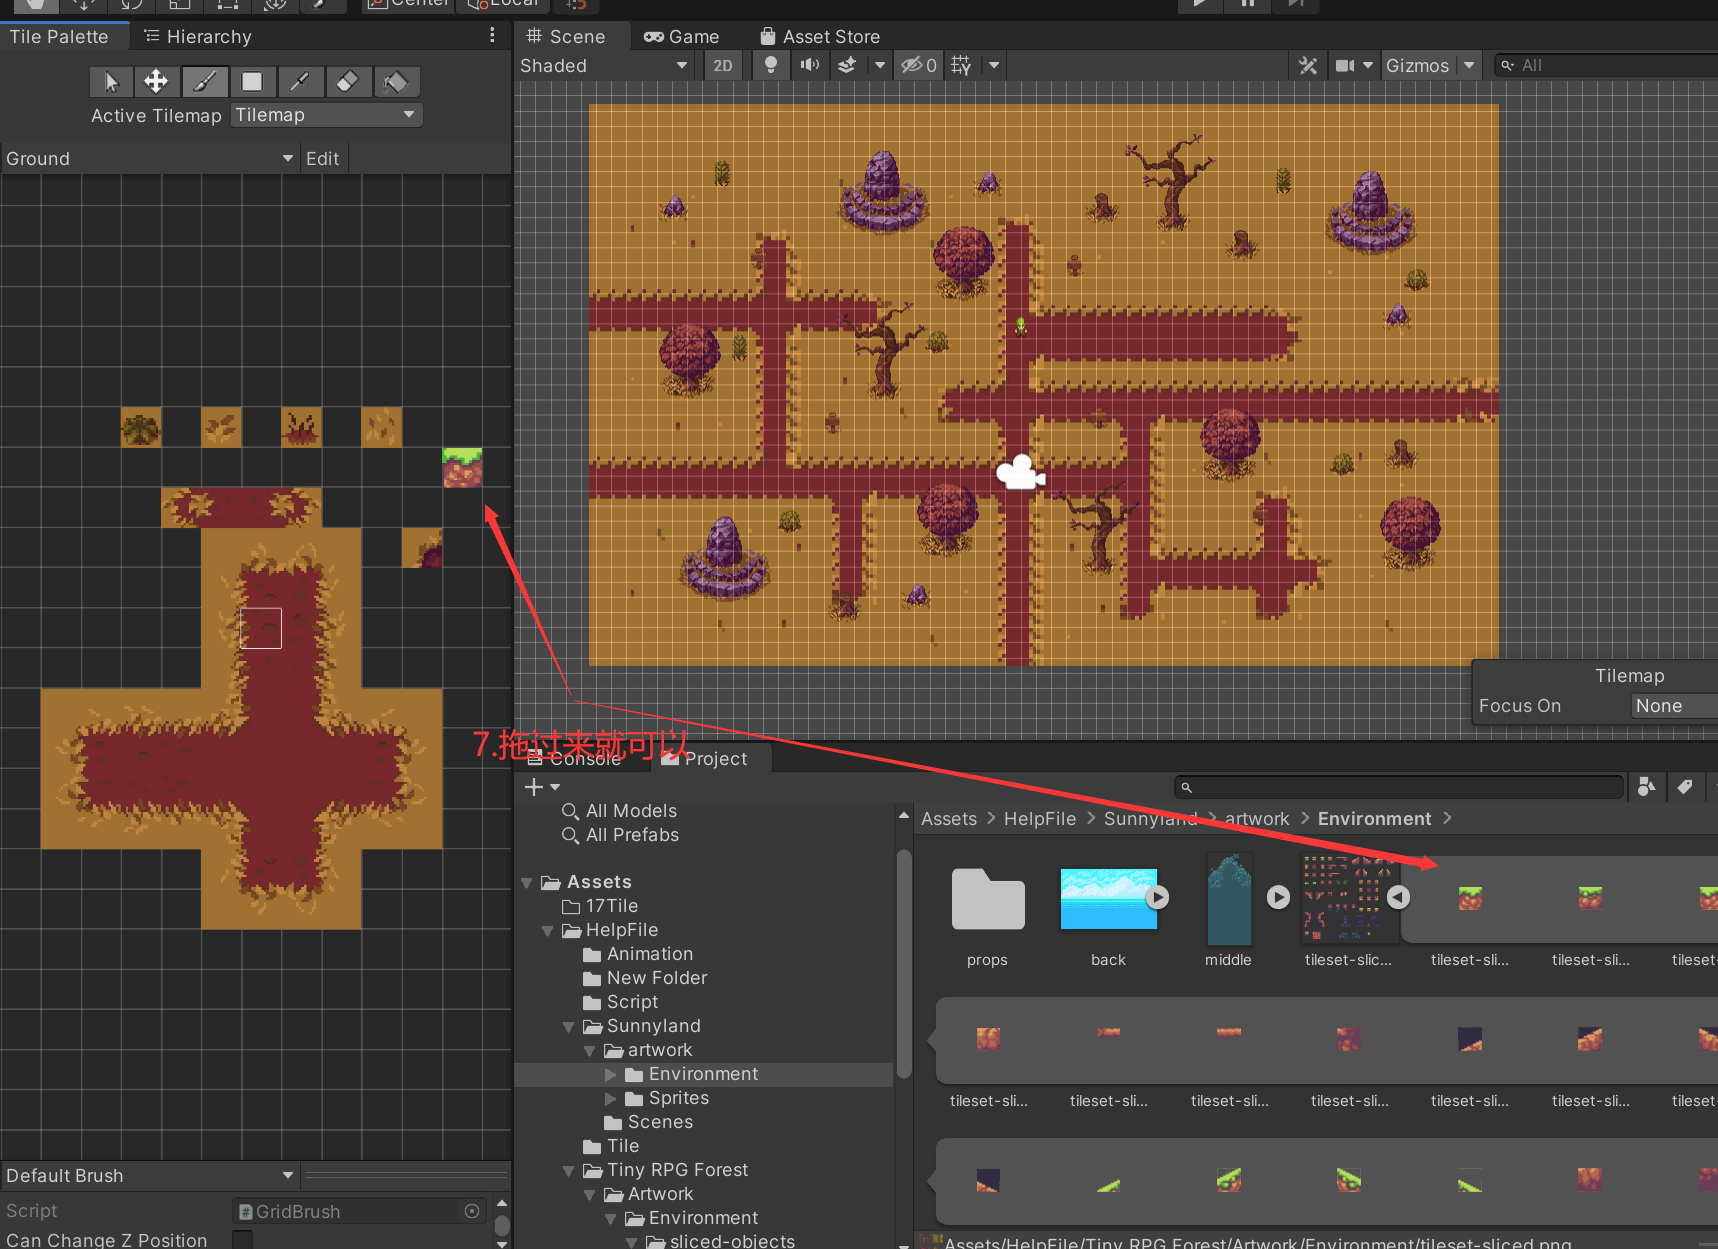 Center
Local
Tile Palette
Hierarchy
Scene
Game
Asset Store
Shaded
2D
0
Gizmos
All
Active Tilemap
Tilemap
Ground
Edit
Tilemap
Focus On
None
7.拖过来就可以
Console
Project
All Models
All Prefabs
Assets
17Tile
HelpFile
Animation
New Folder
Script
Sunnyland
artwork
Environment
Sprites
Scenes
Tile
Tiny RPG Forest
Artwork
Environment
sliced-objects
Assets > HelpFile > Sunnyland > artwork > Environment >
props
back
middle
tileset-slic...
tileset-sli...
tileset-sli...
tileset
tileset-sli...
tileset-sli...
tileset-sli...
tileset-sli...
tileset-sli...
tileset-sli...
tileset
Assets/HelpFile/Tiny RPG Forest/Artwork/Environment/tileset-sliced.png
Default Brush
Script
GridBrush
Can Change Z Position